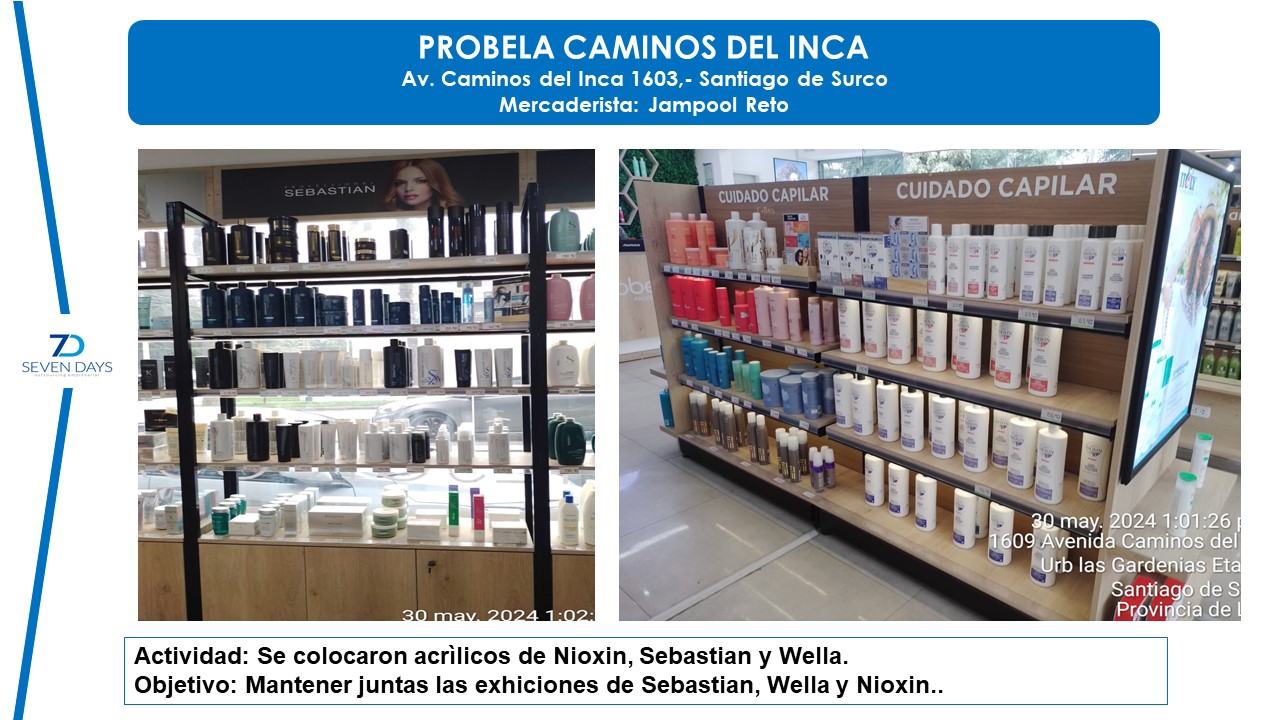 PROBELA CAMINOS DEL INCA
Av. Caminos del Inca 1603,- Santiago de Surco
Mercaderista: Jampool Reto
SEBASTIAN
30 may. 2024 1:02:
CUIDADO CAPILAR
CUIDADO CAPILAR
30 may. 2024 1:01:26 p
1609 Avenida Caminos del
Urb las Gardenias Eta
Santiago de S
Provincia de L
7D
SEVEN DAYS
outsourcing empresarial
Actividad: Se colocaron acrìlicos de Nioxin, Sebastian y Wella.
Objetivo: Mantener juntas las exhiciones de Sebastian, Wella y Nioxin..